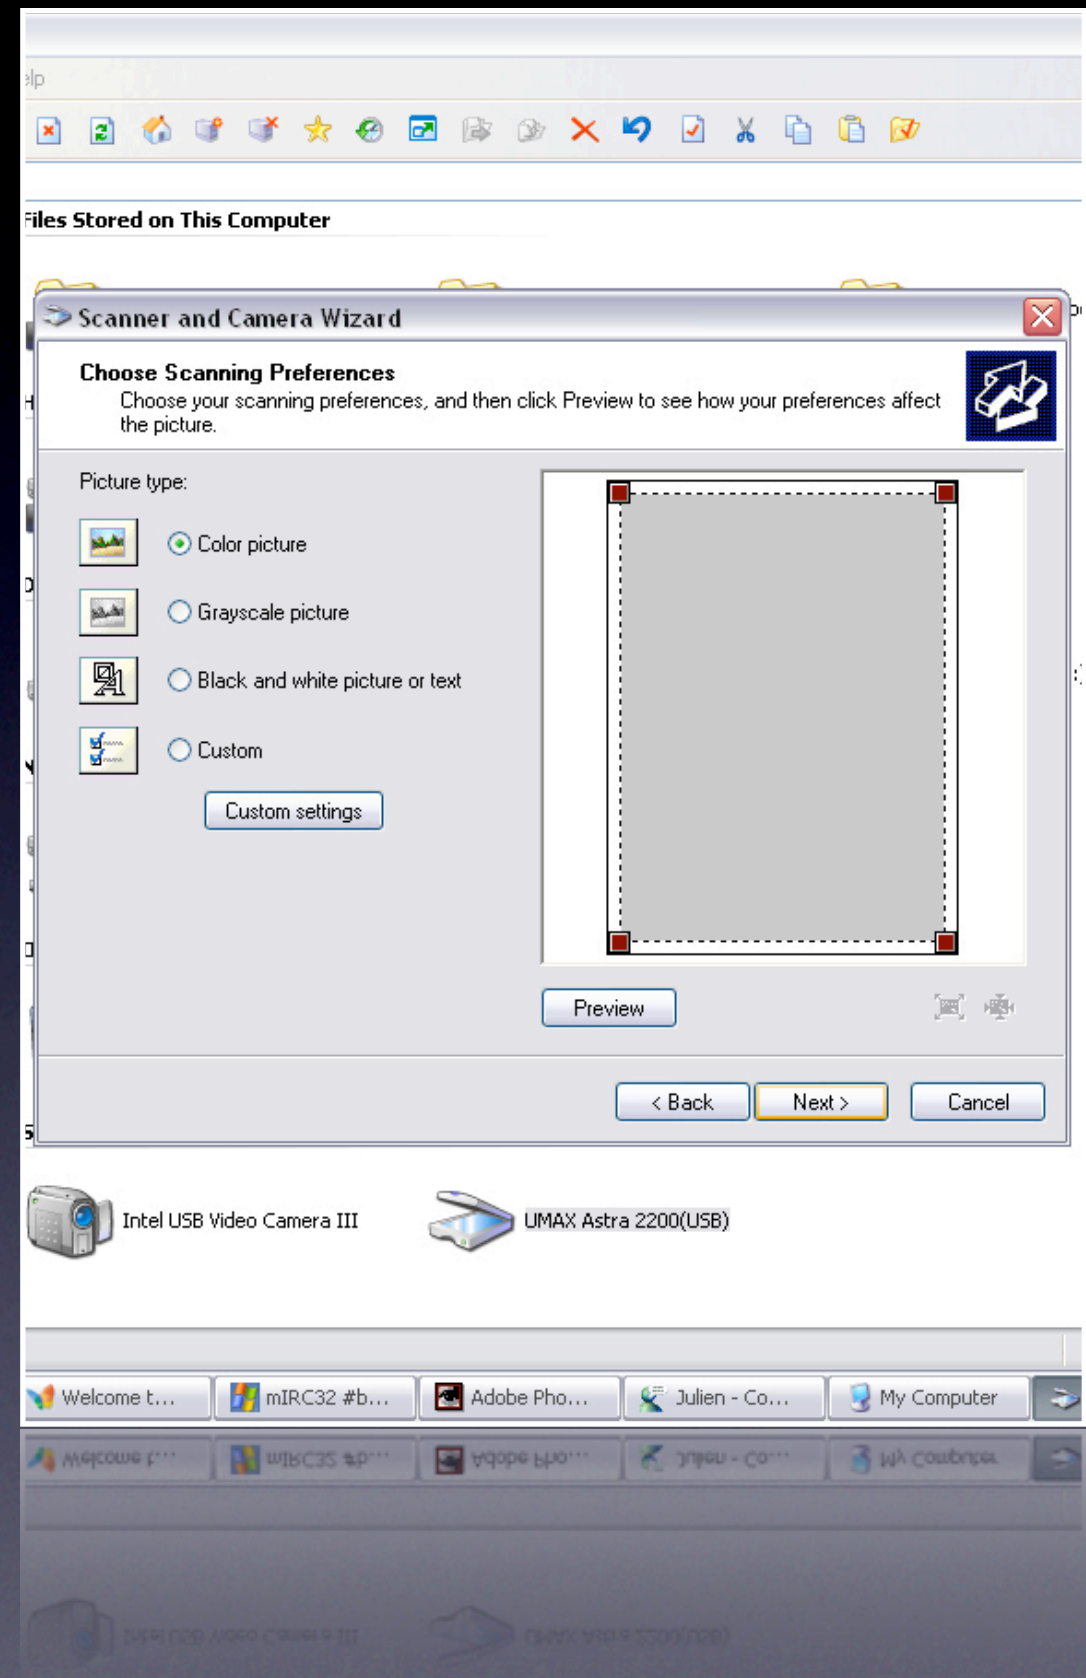 elp
Files Stored on This Computer
Scanner and Camera Wizard
Choose Scanning Preferences
Choose your scanning preferences, and then click Preview to see how your preferences affect
the picture.
Picture type:
Color picture
Grayscale picture
Black and white picture or text
Custom
Custom settings
Preview
< Back
Next >
Cancel
Intel USB Video Camera III
UMAX Astra 2200(USB)
Welcome t...
mIRC32 #b...
Adobe Pho...
Julien - Co...
My Computer